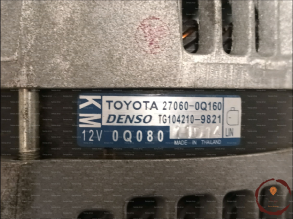 KM
TOYOTA 27060-0Q160
DENSO TG104210-9821
12V 0Q080 LIN
MADE IN THAILAND